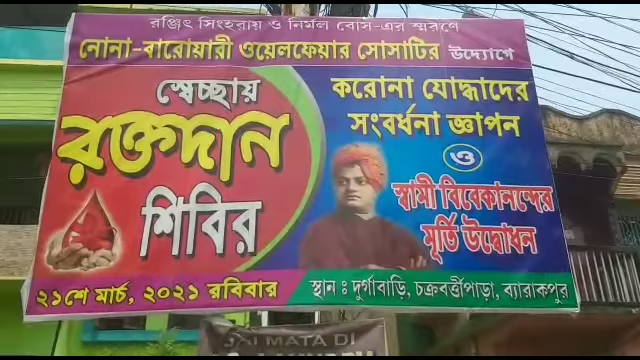 রঞ্জিৎ সিংহরায় ও নির্মল বোস-এর স্মরণে
নোনা-বারোয়ারী ওয়েলফেয়ার সোসাটির উদ্যোগে
স্বেচ্ছায়
রক্তদান
শিবির
করোনা যোদ্ধাদের
সংবর্ধনা জ্ঞাপন
ও
স্বামী বিবেকানন্দের
মূর্তি উদ্বোধন
২১শে মার্চ, ২০২১ রবিবার
স্থান : দুর্গাবাড়ি, চক্রবর্ত্তীপাড়া, ব্যারাকপুর
JAI MATA DI